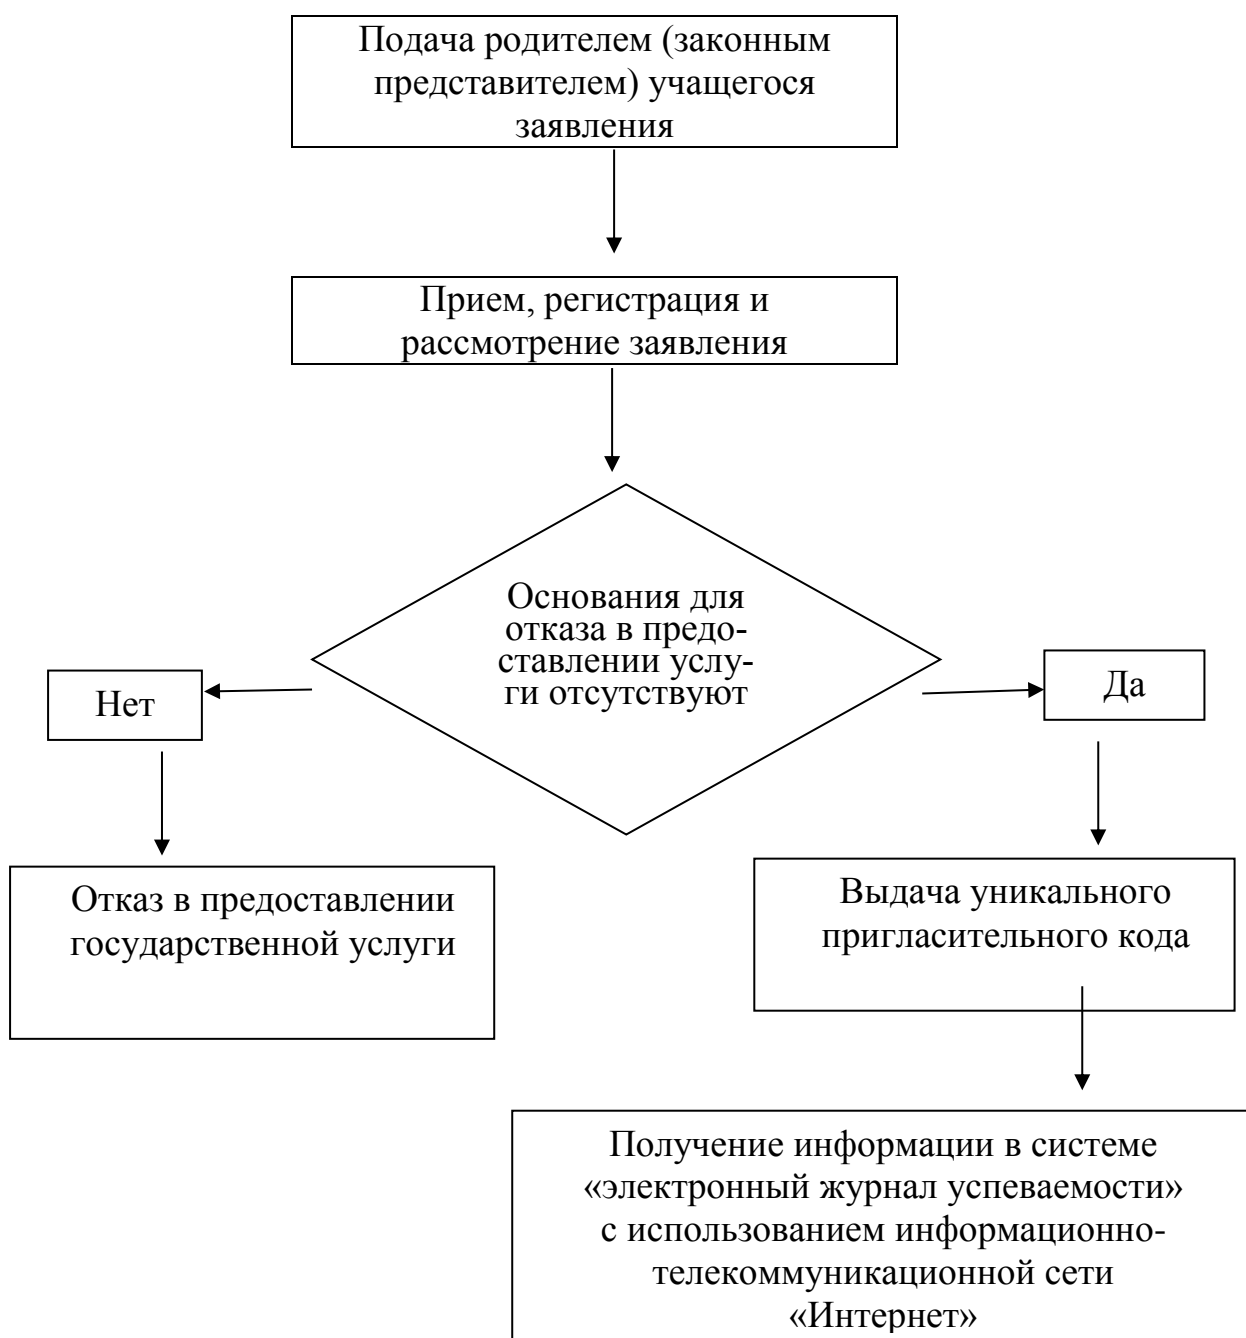 Подача родителем (законным
представителем) учащегося
заявления
Прием, регистрация и
рассмотрение заявления
Основания для
отказа в предо-
ставлении услу-
ги отсутствуют
Нет
Да
Отказ в предоставлении
государственной услуги
Выдача уникального
пригласительного кода
Получение информации в системе
«электронный журнал успеваемости»
с использованием информационно-
телекоммуникационной сети
«Интернет»